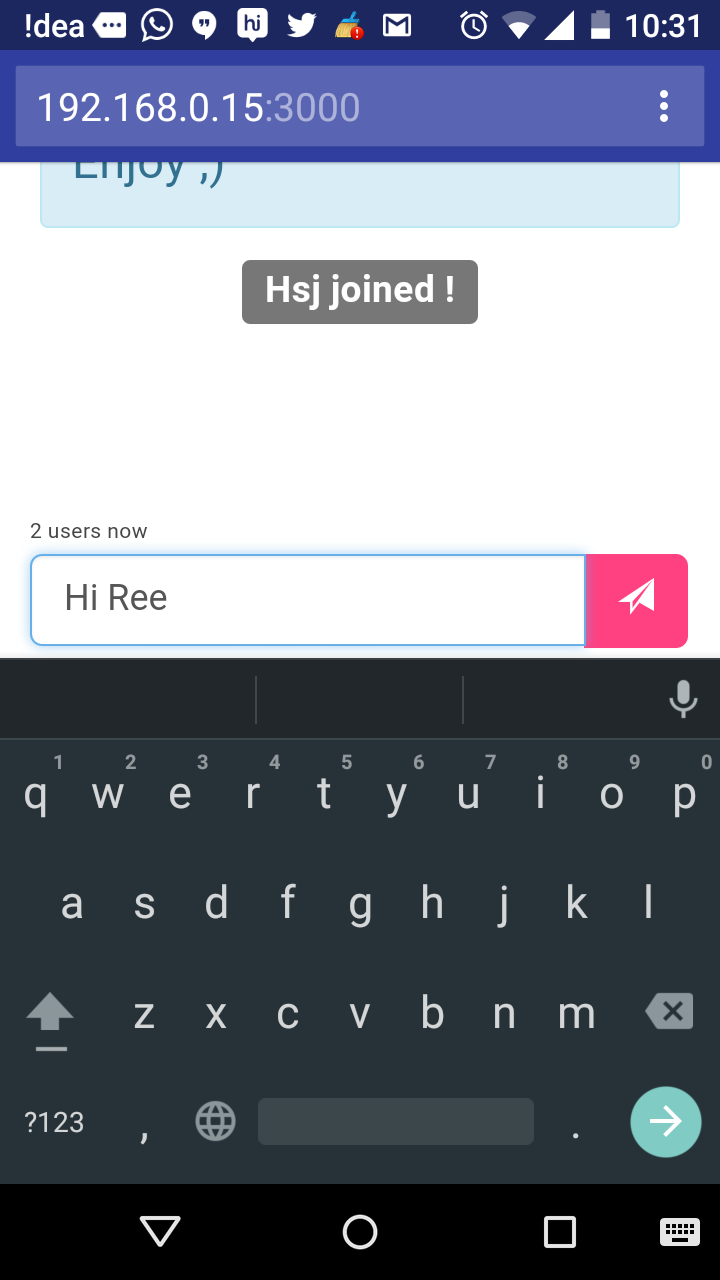 !dea hi 10:31
192.168.0.15:3000
Enjoy ;)
Hsj joined !
2 users now
Hi Ree
1 2 3 4 5 6 7 8 9 0
q w e r t y u i o p
a s d f g h j k l
z x c v b n m
?123 , .